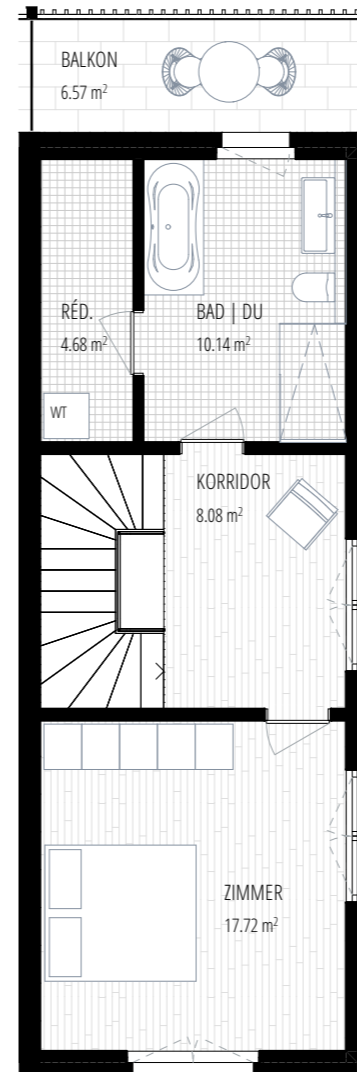 BALKON
6.57 m²
RÉD.
4.68 m²
BAD | DU
10.14 m²
WT
KORRIDOR
8.08 m²
ZIMMER
17.72 m²